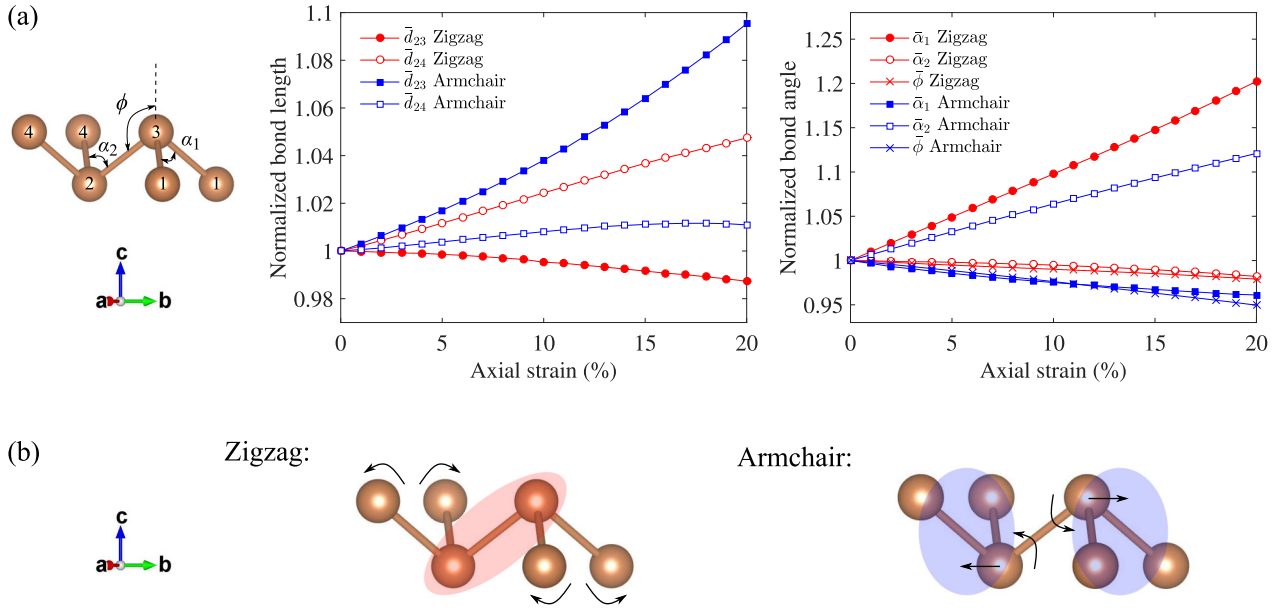 (a)
ϕ
4 4 3
α₂ α₁
2 1 1
c
a b
Normalized bond length
1.1
1.08
1.06
1.04
1.02
1
0.98
d̄₂₃ Zigzag
d̄₂₄ Zigzag
d̄₂₃ Armchair
d̄₂₄ Armchair
0 5 10 15 20
Axial strain (%)
Normalized bond angle
1.25
1.2
1.15
1.1
1.05
1
0.95
ᾱ₁ Zigzag
ᾱ₂ Zigzag
ϕ̄ Zigzag
ᾱ₁ Armchair
ᾱ₂ Armchair
ϕ̄ Armchair
0 5 10 15 20
Axial strain (%)
(b)
Zigzag:
Armchair:
c
a b